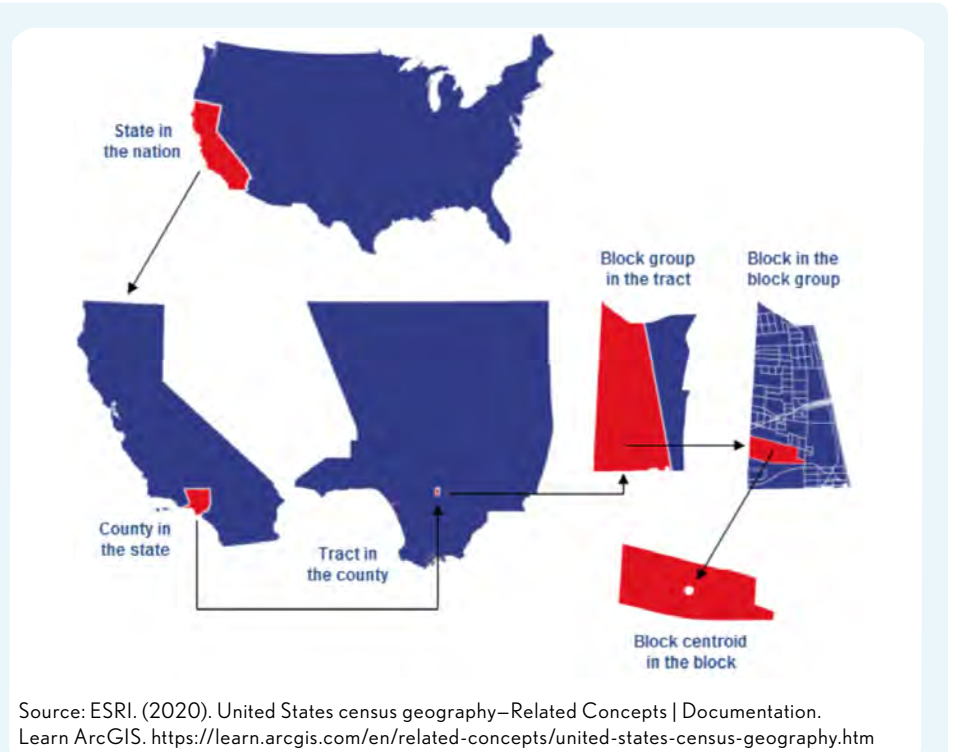 State in
the nation
Block group
in the tract
Block in the
block group
County in
the state
Tract in
the county
Block centroid
in the block
Source: ESRI. (2020). United States census geography—Related Concepts | Documentation.
Learn ArcGIS. https://learn.arcgis.com/en/related-concepts/united-states-census-geography.htm